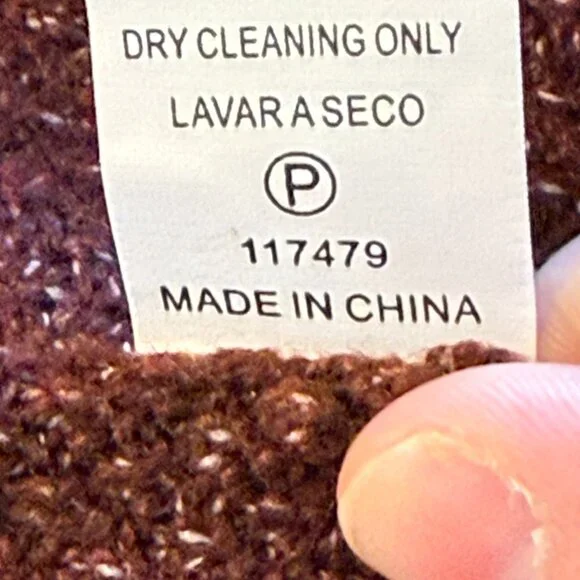 DRY CLEANING ONLY
LAVAR A SECO
P
117479
MADE IN CHINA